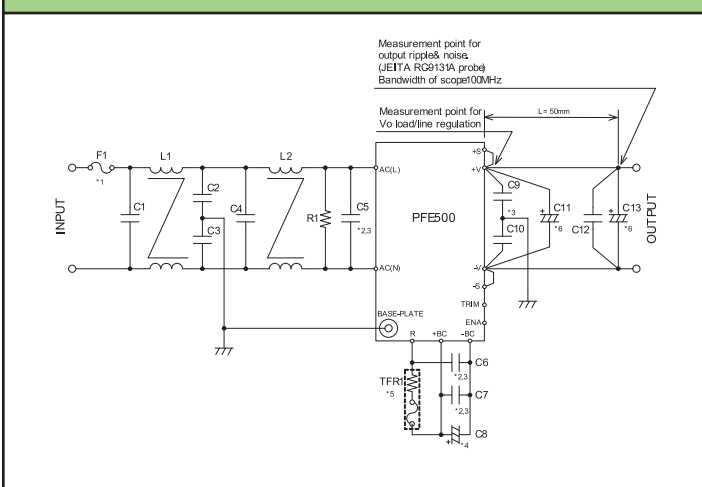 Measurement point for
output ripple& noise.
(JEITA RC9131A probe)
Bandwidth of scope100MHz
Measurement point for
Vo load/line regulation
L= 50mm
F1
*1
L1
L2
INPUT
C1
C2
C3
C4
R1
C5
*2,3
AC(L)
AC(N)
PFE500
+S
+V
-V
-S
TRIM
ENA
BASE-PLATE
R
+BC
-BC
C9
*3
C10
C11
*6
C12
C13
*6
OUTPUT
TFR1
*5
C6
*2,3
C7
*2,3
C8
+
*4
+
+